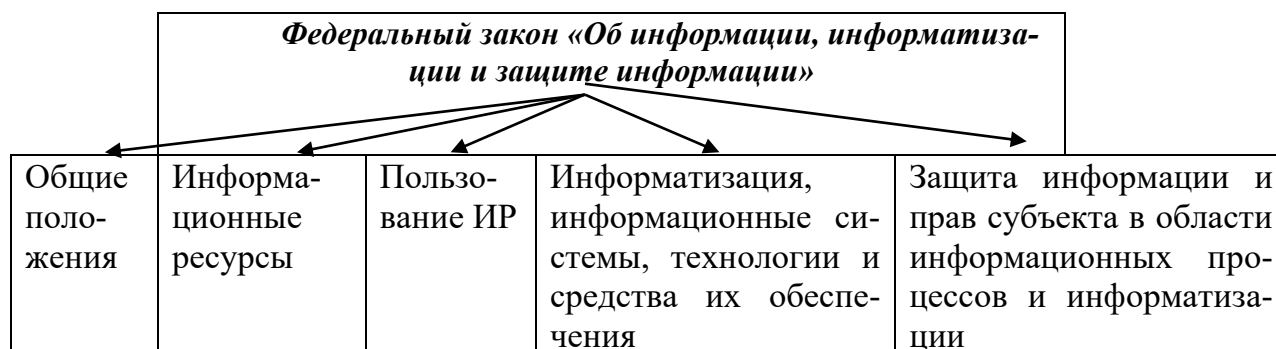 Федеральный закон «Об информации, информатиза-
ции и защите информации»
Общие
поло-
жения
Информа-
ционные
ресурсы
Пользо-
вание ИР
Информатизация,
информационные си-
стемы, технологии и
средства их обеспе-
чения
Защита информации и
прав субъекта в области
информационных про-
цессов и информатиза-
ции